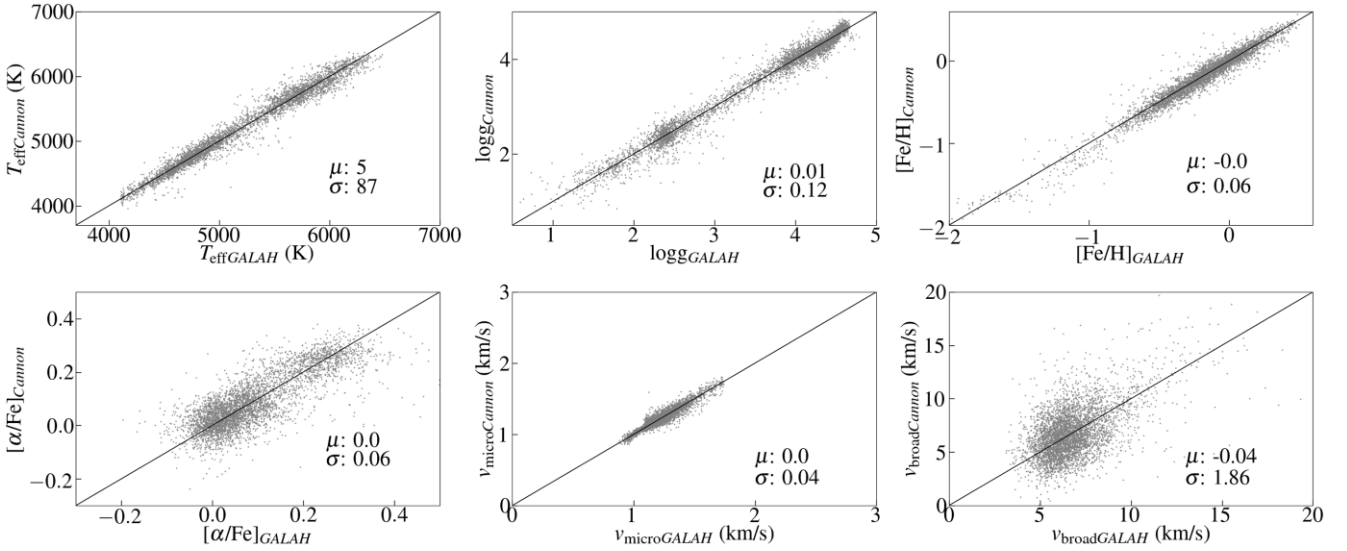 7000
6000
5000
4000
T_effCannon (K)
μ: 5
σ: 87
4000 5000 6000 7000
T_effGALAH (K)
4
2
logg_Cannon
μ: 0.01
σ: 0.12
1 2 3 4 5
logg_GALAH
0
−1
−2
[Fe/H]_Cannon
μ: -0.0
σ: 0.06
−2 −1 0
[Fe/H]_GALAH
0.4
0.2
0.0
−0.2
[α/Fe]_Cannon
μ: 0.0
σ: 0.06
−0.2 0.0 0.2 0.4
[α/Fe]_GALAH
3
2
1
0
v_microCannon (km/s)
μ: 0.0
σ: 0.04
0 1 2 3
v_microGALAH (km/s)
20
15
10
5
0
v_broadCannon (km/s)
μ: -0.04
σ: 1.86
0 5 10 15 20
v_broadGALAH (km/s)